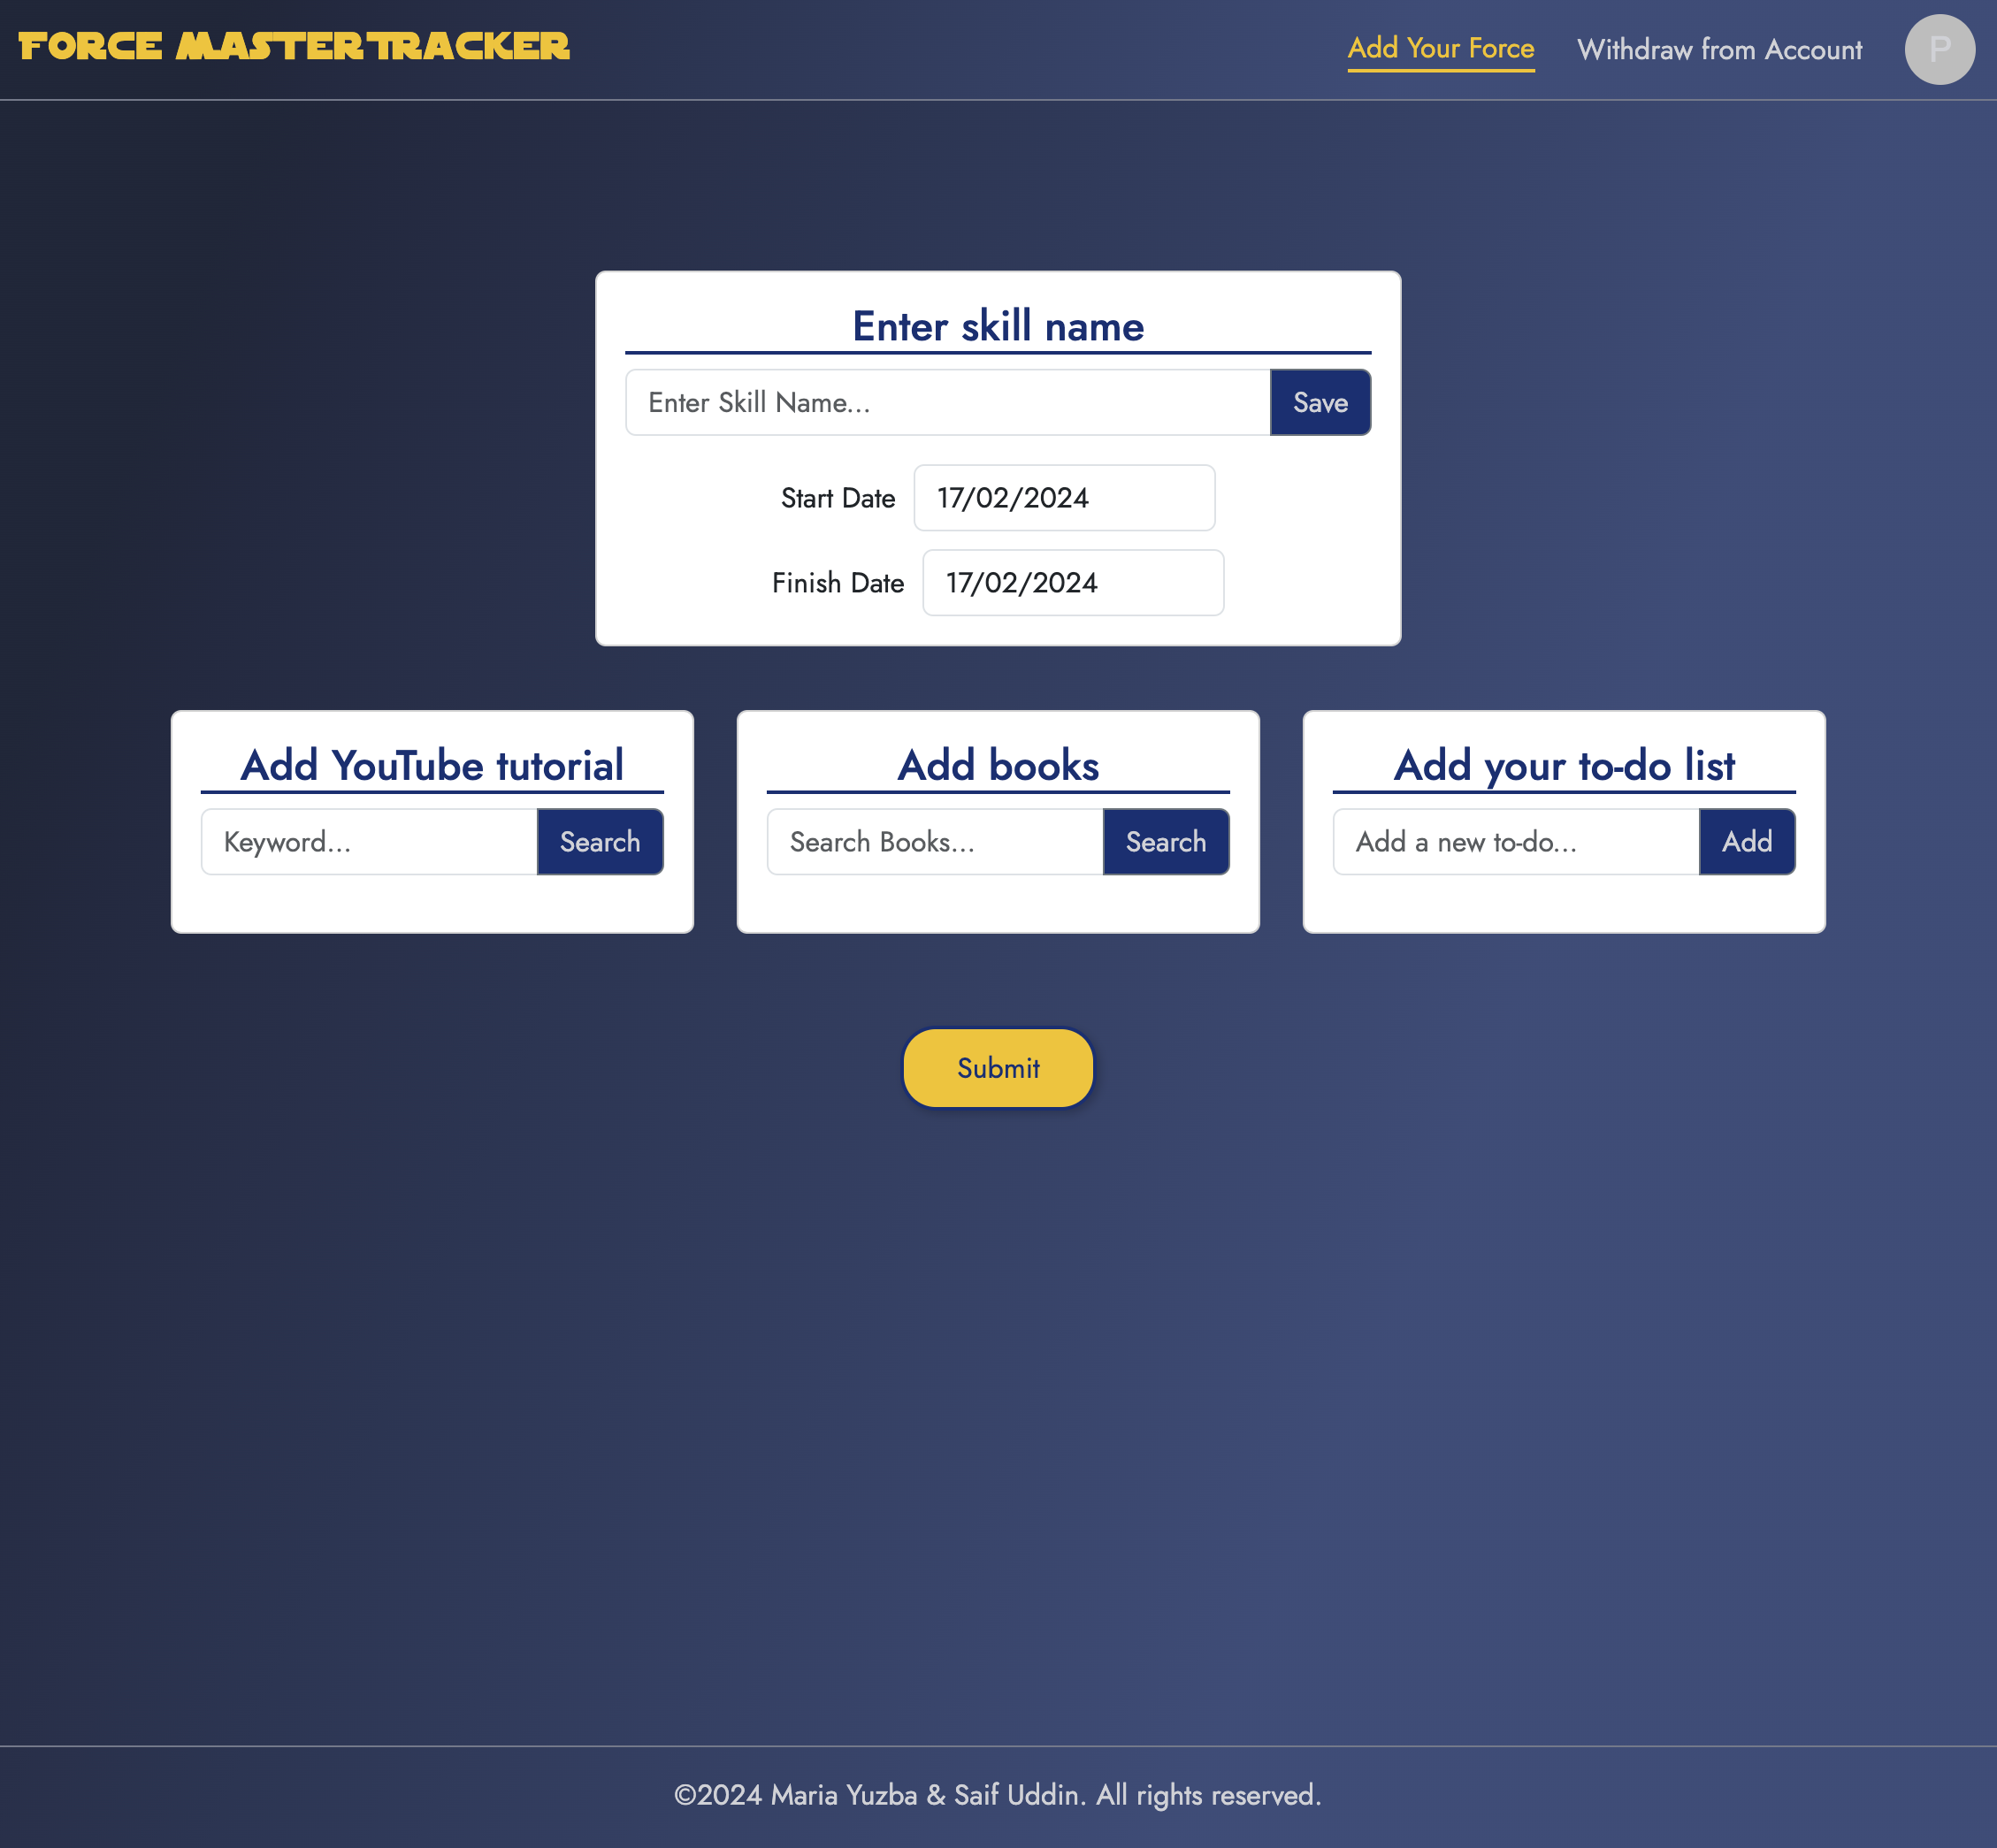 FORCE MASTER TRACKER
Add Your Force Withdraw from Account P
Enter skill name
Enter Skill Name... Save
Start Date 17/02/2024
Finish Date 17/02/2024
Add YouTube tutorial
Keyword... Search
Add books
Search Books... Search
Add your to-do list
Add a new to-do... Add
Submit
©2024 Maria Yuzba & Saif Uddin. All rights reserved.